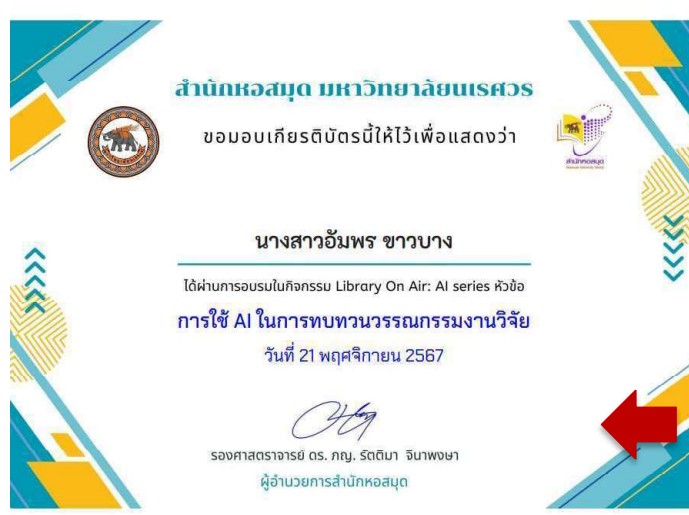 สำนักหอสมุด มหาวิทยาลัยนเรศวร
ขอมอบเกียรติบัตรนี้ให้ไว้เพื่อแสดงว่า
สำนักหอสมุด
นางสาวอัมพร ขาวบาง
ได้ผ่านการอบรมในกิจกรรม Library On Air: AI series หัวข้อ
การใช้ AI ในการทบทวนวรรณกรรมงานวิจัย
วันที่ 21 พฤศจิกายน 2567
รองศาสตราจารย์ ดร. ภญ. รัตติมา จีนาพงษา
ผู้อำนวยการสำนักหอสมุด